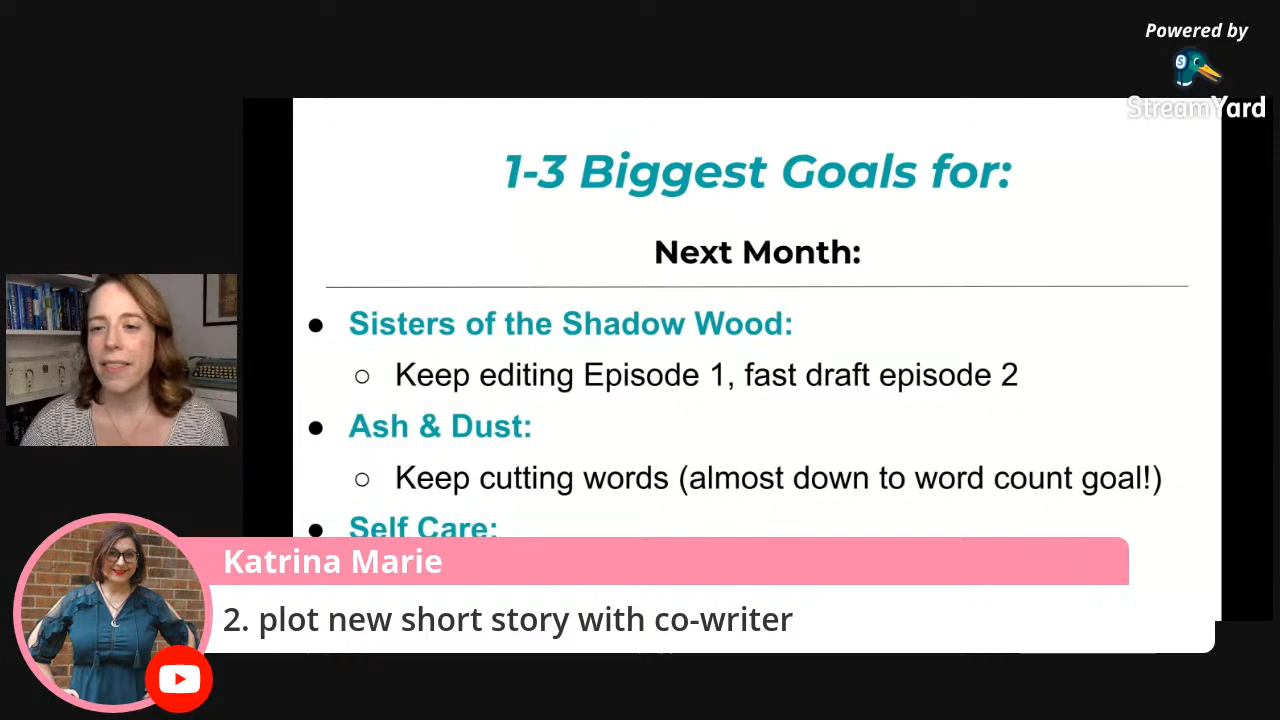 Powered by
StreamYard
1-3 Biggest Goals for:
Next Month:
● Sisters of the Shadow Wood:
○ Keep editing Episode 1, fast draft episode 2
● Ash & Dust:
○ Keep cutting words (almost down to word count goal!)
● Self Care:
Katrina Marie
2. plot new short story with co-writer